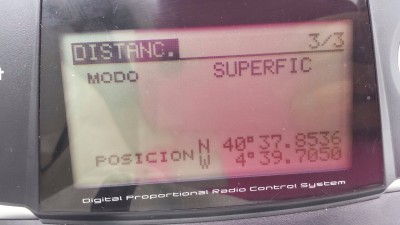 DISTANC. 3/3
MODO SUPERFIC
POSICION N 40°37.8536
W 4°39.7050
Digital Proportional Radio Control System